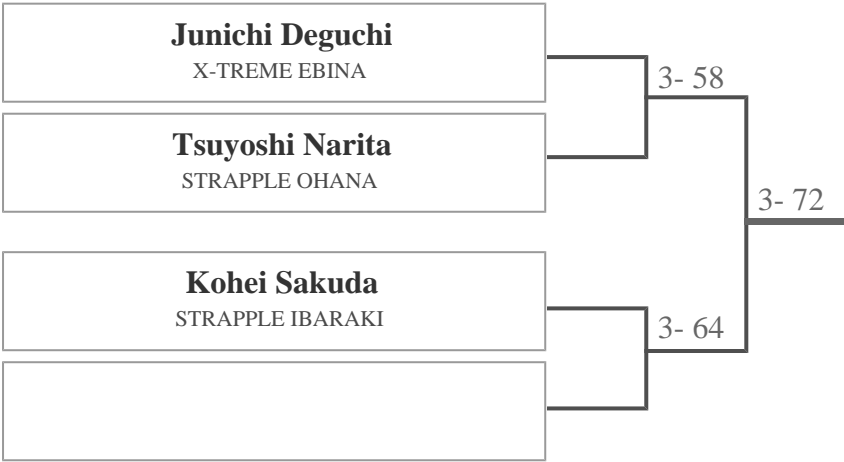 Junichi Deguchi
X-TREME EBINA
3- 58
Tsuyoshi Narita
STRAPPLE OHANA
3- 72
Kohei Sakuda
STRAPPLE IBARAKI
3- 64